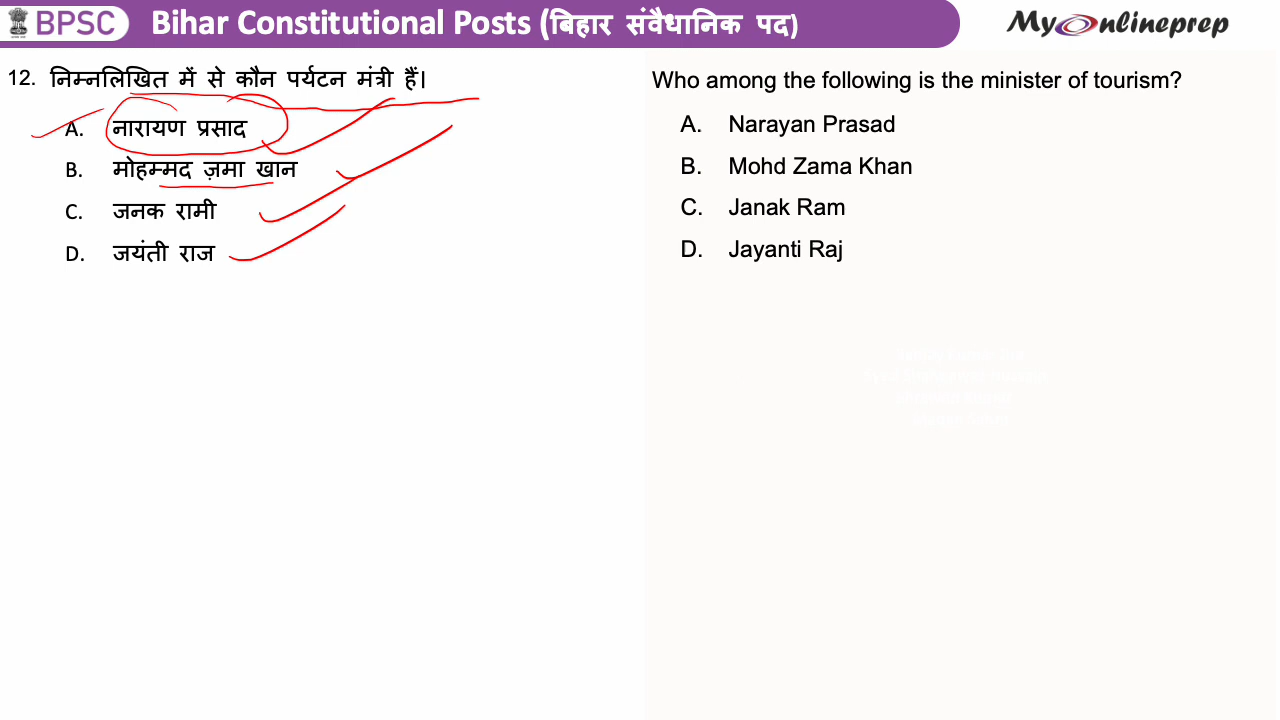 BPSC
Bihar Constitutional Posts (बिहार संवैधानिक पद)
MyOnlineprep
12. निम्नलिखित में से कौन पर्यटन मंत्री हैं।
A. नारायण प्रसाद
B. मोहम्मद ज़मा खान
C. जनक रामी
D. जयंती राज
Who among the following is the minister of tourism?
A. Narayan Prasad
B. Mohd Zama Khan
C. Janak Ram
D. Jayanti Raj